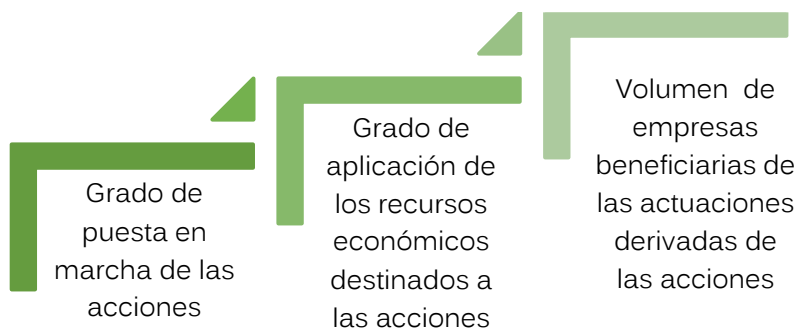 Grado de
puesta en
marcha de las
acciones
Grado de
aplicación de
los recursos
económicos
destinados a
las acciones
Volumen de
empresas
beneficiarias de
las actuaciones
derivadas de
las acciones